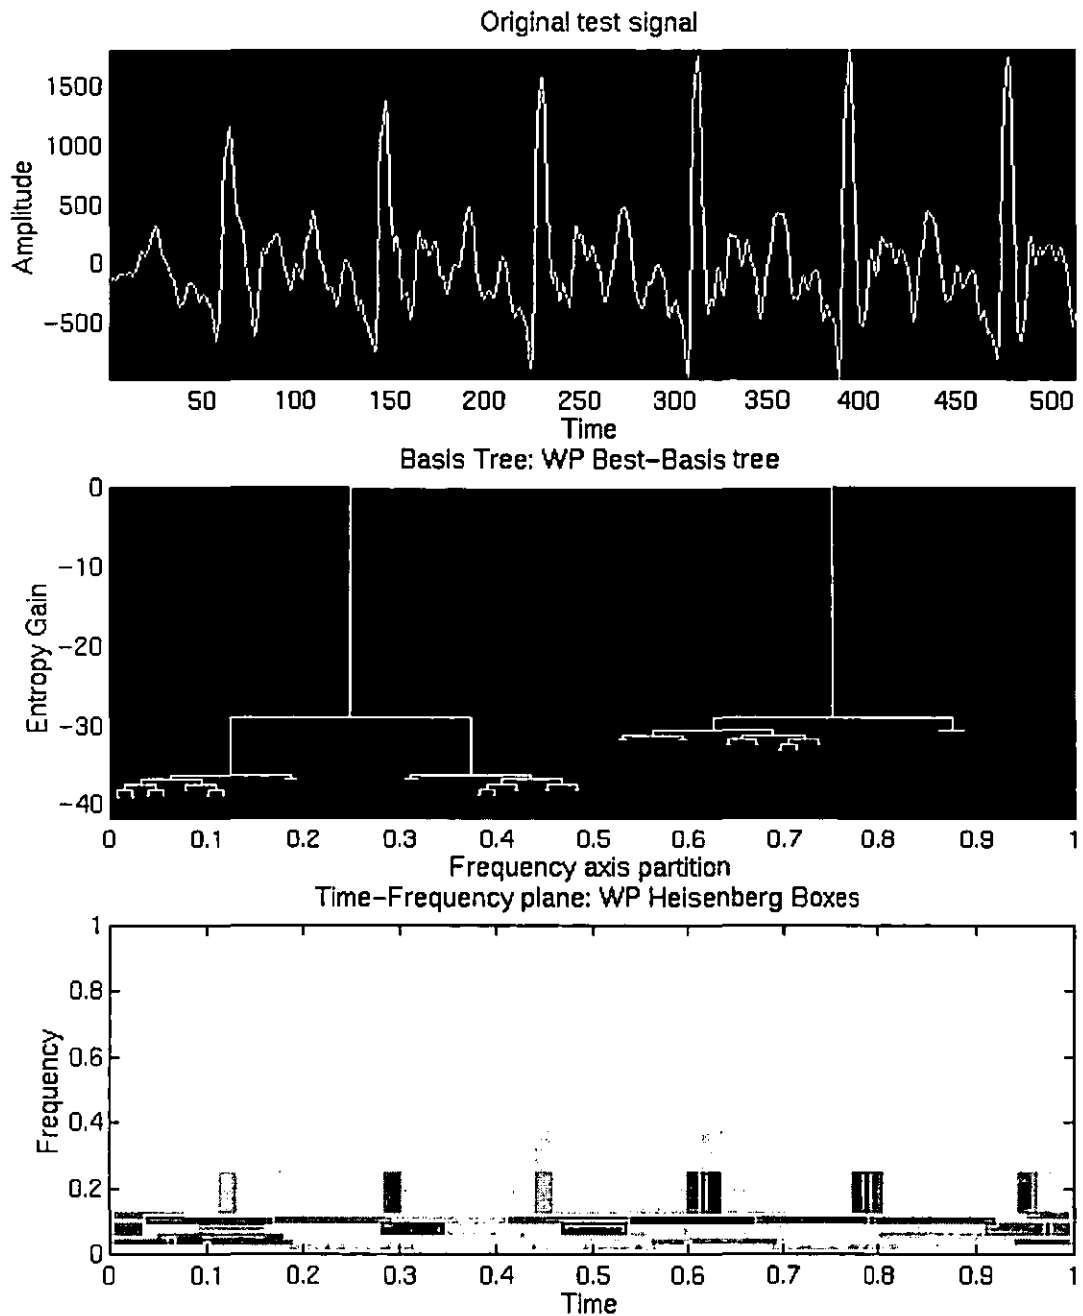 Original test signal
1500
1000
500
0
-500
Amplitude
50 100 150 200 250 300 350 400 450 500
Time
Basis Tree: WP Best-Basis tree
0
-10
-20
-30
-40
Entropy Gain
0 0.1 0.2 0.3 0.4 0.5 0.6 0.7 0.8 0.9 1
Frequency axis partition
Time-Frequency plane: WP Heisenberg Boxes
1
0.8
0.6
0.4
0.2
0
Frequency
0 0.1 0.2 0.3 0.4 0.5 0.6 0.7 0.8 0.9 1
Time